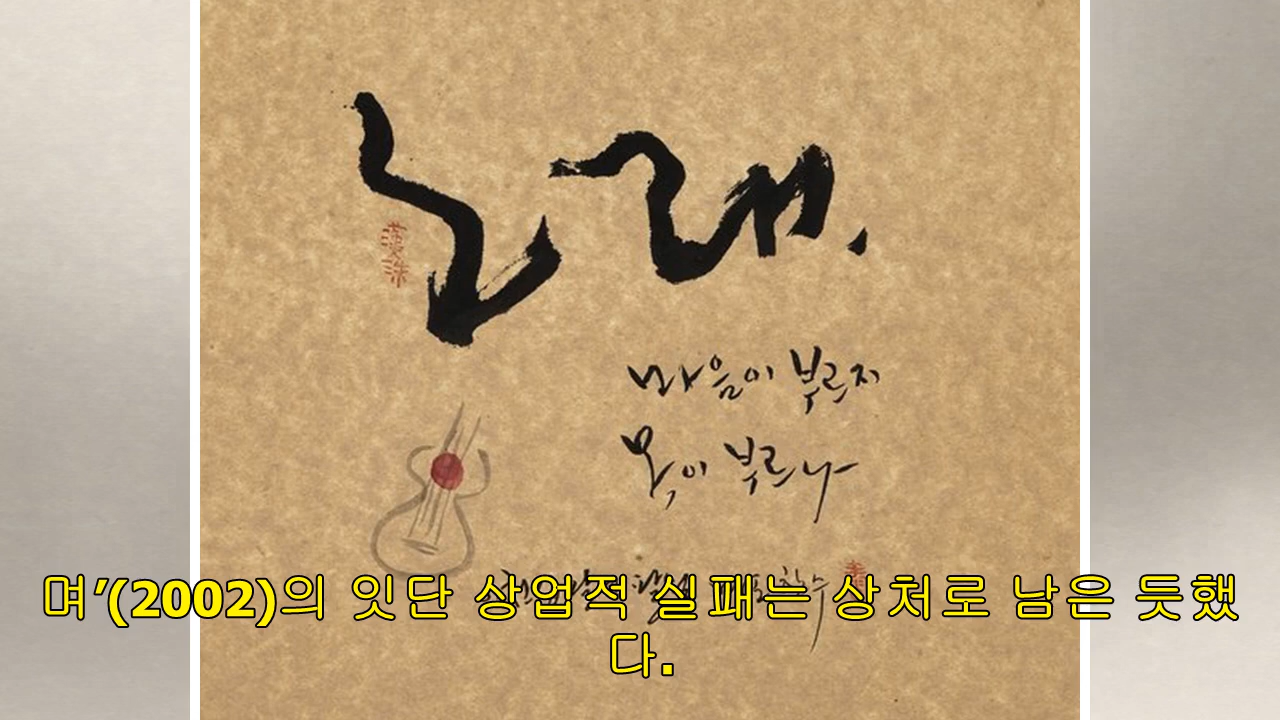 노래.
마음이 부르지
목이 부르나
며’(2002)의 잇단 상업적 실패는 상처로 남은 듯했
다.